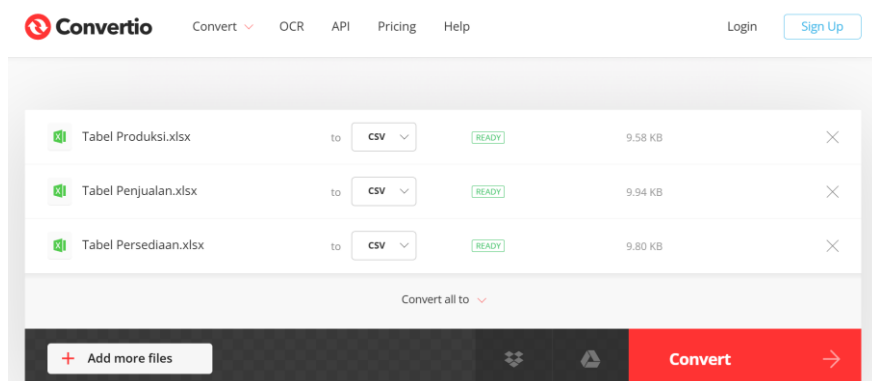 Convertio Convert OCR API Pricing Help Login Sign Up
Tabel Produksi.xlsx to CSV READY 9.58 KB
Tabel Penjualan.xlsx to CSV READY 9.94 KB
Tabel Persediaan.xlsx to CSV READY 9.80 KB
Convert all to
Add more files Convert